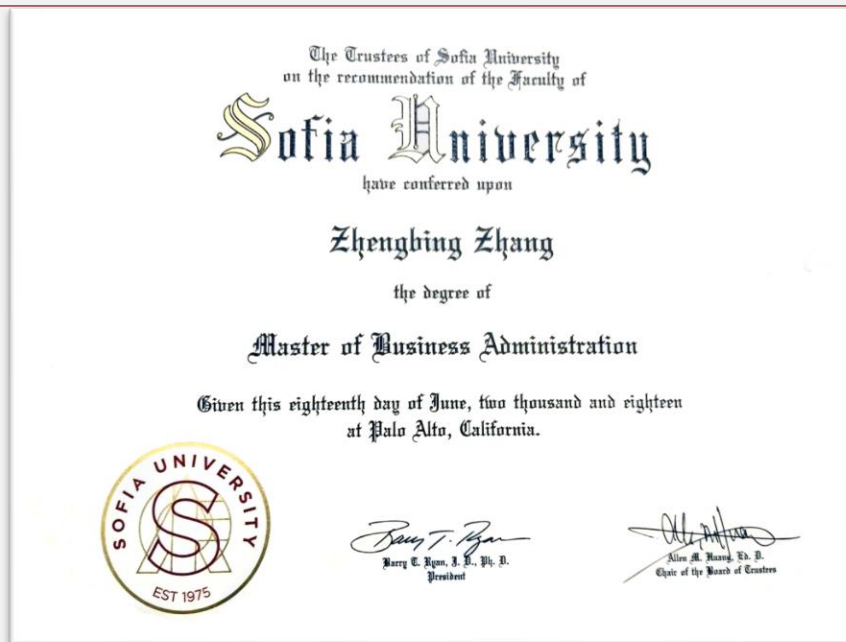 The Trustees of Sofia University
on the recommendation of the Faculty of
Sofia University
have conferred upon
Zhengbing Zhang
the degree of
Master of Business Administration
Given this eighteenth day of June, two thousand and eighteen
at Palo Alto, California.
SOFIA UNIVERSITY
S
EST 1975
Barry T. Ryan
Barry T. Ryan, J. D., Ph. D.
President
Allen M. Huang, Ed. D.
Chair of the Board of Trustees